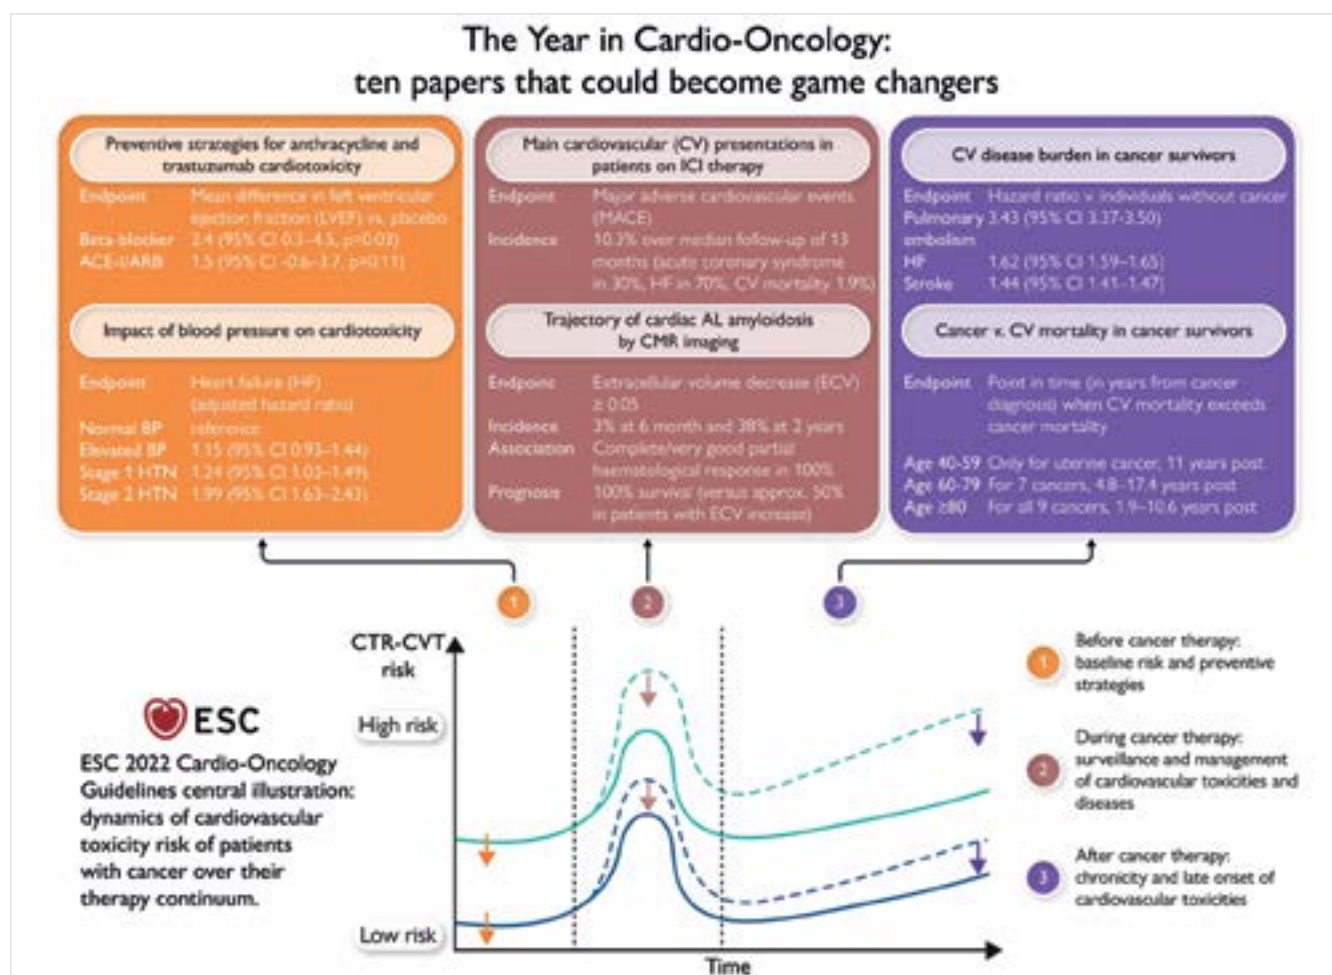 The Year in Cardio-Oncology:
ten papers that could become game changers
Preventive strategies for anthracycline and
trastuzumab cardiotoxicity
Endpoint Mean difference in left ventricular
ejection fraction (LVEF) vs. placebo
Beta blocker 2.4 (95% CI 0.3–4.5, p=0.03)
ACE-I/ARB 1.5 (95% CI -0.6–3.7, p=0.11)
Impact of blood pressure on cardiotoxicity
Endpoint Heart failure (HF)
(adjusted hazard ratio)
Normal BP reference
Elevated BP 1.15 (95% CI 0.93–1.44)
Stage 1 HTN 1.24 (95% CI 1.03–1.49)
Stage 2 HTN 1.99 (95% CI 1.63–2.43)
Main cardiovascular (CV) presentations in
patients on ICI therapy
Endpoint Major adverse cardiovascular events
(MACE)
Incidence 10.3% over median follow-up of 13
months (acute coronary syndrome
in 30%, HF in 70%, CV mortality 1.9%)
Trajectory of cardiac AL amyloidosis
by CMR imaging
Endpoint Extracellular volume decrease (ECV)
≥ 0.05
Incidence 3% at 6 month and 38% at 2 years
Association Complete/very good partial
haematological response in 100%
Prognosis 100% survival (versus approx. 50%
in patients with ECV increase)
CV disease burden in cancer survivors
Endpoint Hazard ratio v. individuals without cancer
Pulmonary 3.43 (95% CI 3.37-3.50)
embolism
HF 1.62 (95% CI 1.59–1.65)
Stroke 1.44 (95% CI 1.41–1.47)
Cancer v. CV mortality in cancer survivors
Endpoint Point in time (in years from cancer
diagnosis) when CV mortality exceeds
cancer mortality
Age 40-59 Only for uterine cancer, 11 years post
Age 60-79 For 7 cancers, 4.8–17.4 years post
Age ≥80 For all 9 cancers, 1.9–10.6 years post
1
2
3
CTR-CVT
risk
High risk
Low risk
Time
ESC
ESC 2022 Cardio-Oncology
Guidelines central illustration:
dynamics of cardiovascular
toxicity risk of patients
with cancer over their
therapy continuum.
1 Before cancer therapy:
baseline risk and preventive
strategies
2 During cancer therapy:
surveillance and management
of cardiovascular toxicities and
diseases
3 After cancer therapy:
chronicity and late onset of
cardiovascular toxicities